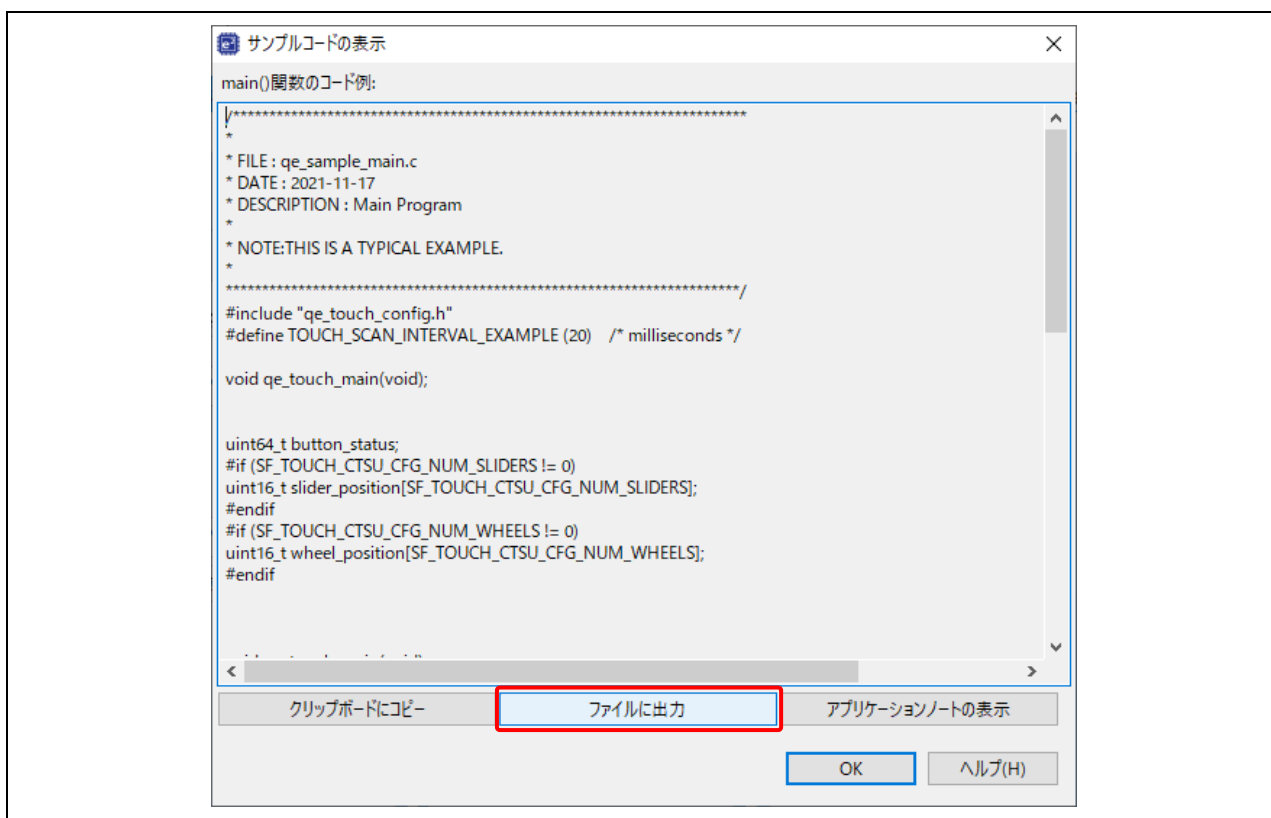 サンプルコードの表示
main()関数のコード例:
/***********************************************************************
*
* FILE : qe_sample_main.c
* DATE : 2021-11-17
* DESCRIPTION : Main Program
*
* NOTE:THIS IS A TYPICAL EXAMPLE.
*
***********************************************************************/
#include "qe_touch_config.h"
#define TOUCH_SCAN_INTERVAL_EXAMPLE (20) /* milliseconds */
void qe_touch_main(void);
uint64_t button_status;
#if (SF_TOUCH_CTSU_CFG_NUM_SLIDERS != 0)
uint16_t slider_position[SF_TOUCH_CTSU_CFG_NUM_SLIDERS];
#endif
#if (SF_TOUCH_CTSU_CFG_NUM_WHEELS != 0)
uint16_t wheel_position[SF_TOUCH_CTSU_CFG_NUM_WHEELS];
#endif
クリップボードにコピー ファイルに出力 アプリケーションノートの表示
OK ヘルプ(H)